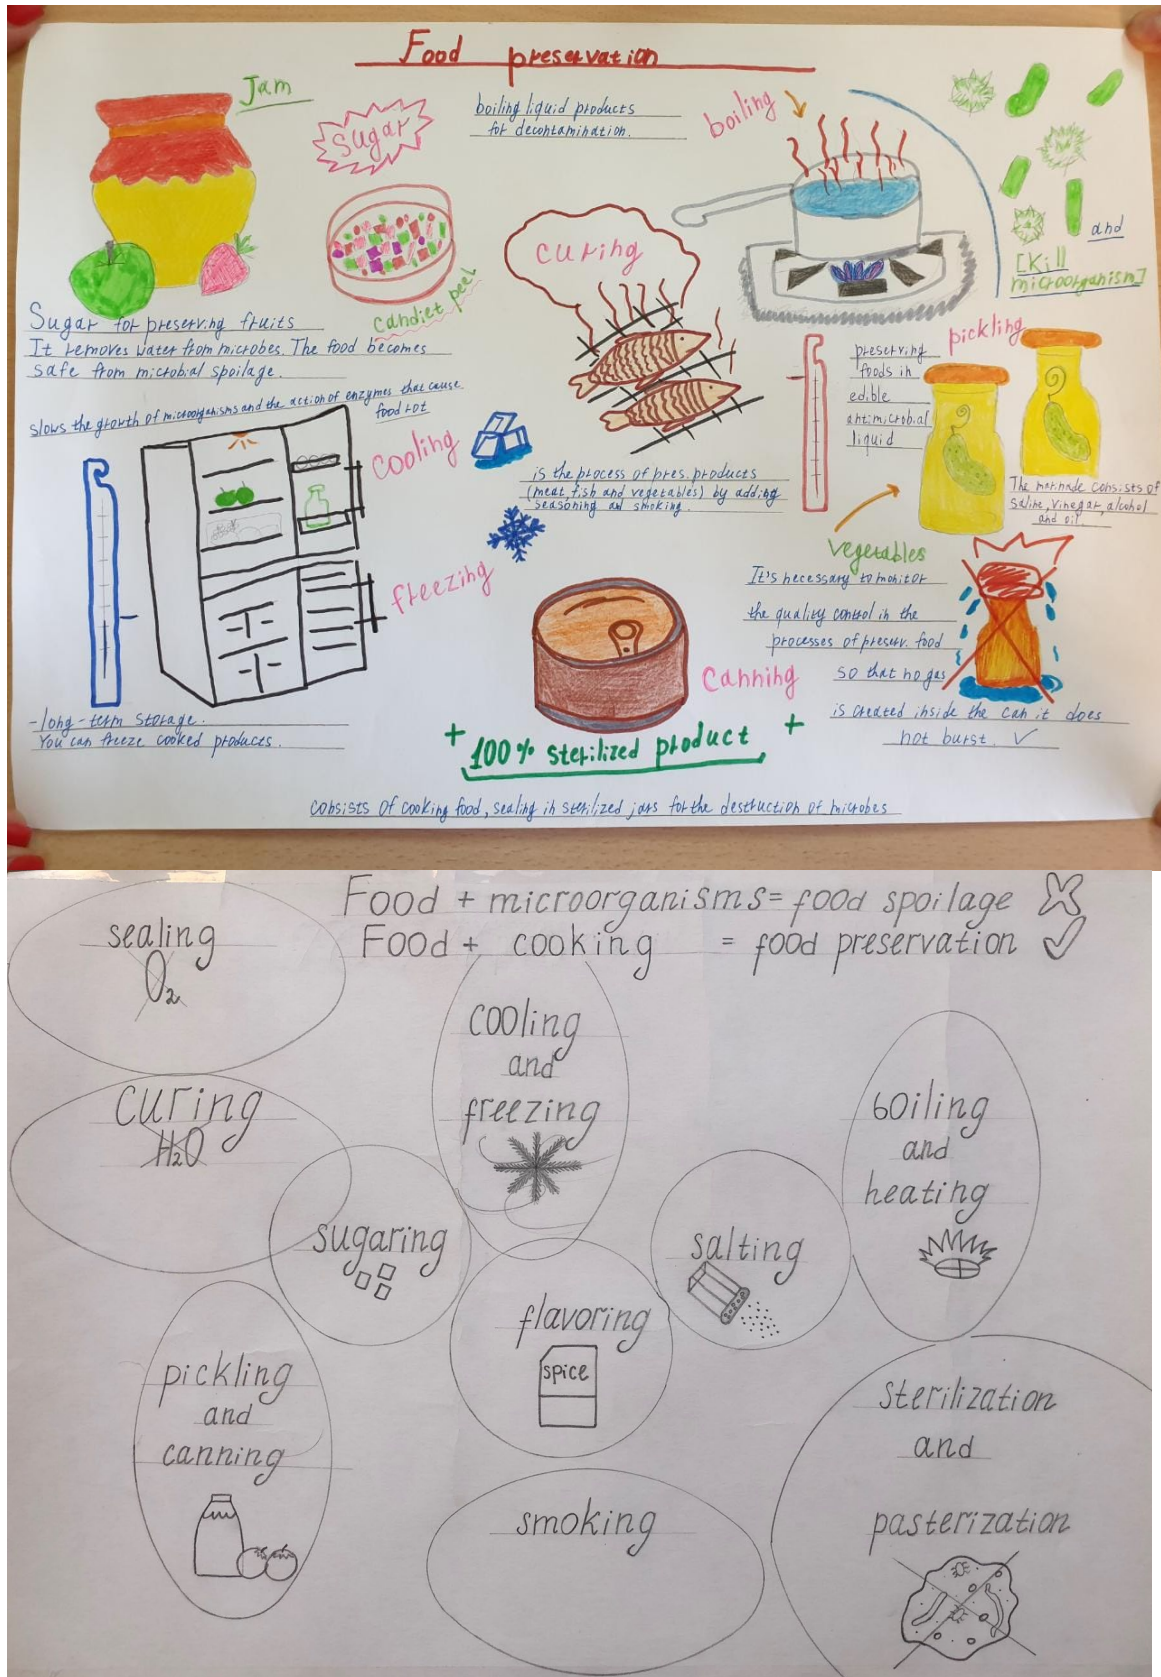 Food preservation
Jam
Sugar
candiet peel
Sugar for preserving fruits
It removes water from microbes. The food becomes
safe from microbial spoilage.
boiling liquid products
for decontamination.
boiling
and
[Kill
microorganism]
curing
is the process of pres. products
(meat, fish and vegetables) by adding
seasoning and smoking.
pickling
preserving
foods in
edible
antimicrobial
liquid
The marinade consists of
saline, vinegar, alcohol
and oil.
vegetables
slows the growth of microorganisms and the action of enzymes that cause
food rot
cooling
freezing
-long-term storage.
You can freeze cooked products.
canning
+ 100% sterilized product +
consists of cooking food, sealing in sterilized jars for the destruction of microbes
It's necessary to monitor
the quality control in the
processes of preserv. food
so that no gas
is created inside the can it does
not burst. ✓
Food + microorganisms = food spoilage
Food + cooking = food preservation ✓
sealing
O₂
curing
H₂O
cooling
and
freezing
sugaring
salting
boiling
and
heating
flavoring
spice
pickling
and
canning
smoking
sterilization
and
pasterization